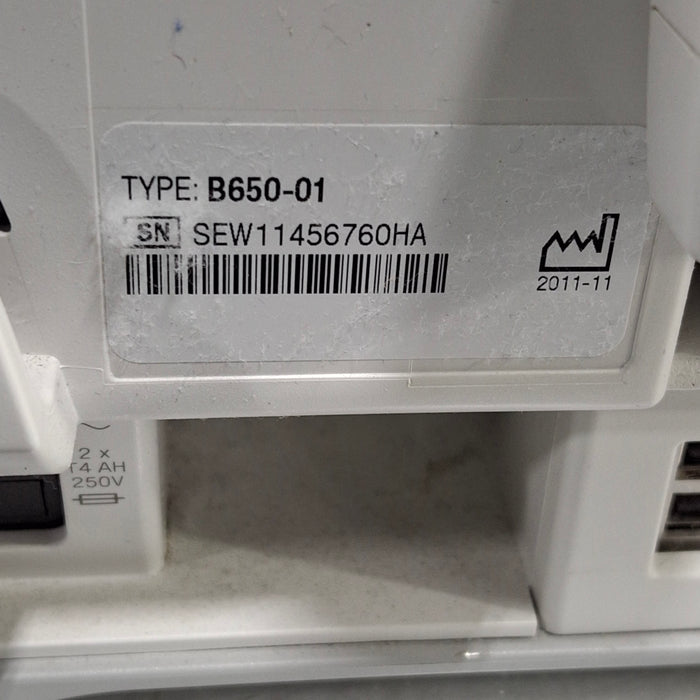 TYPE: B650-01
SN SEW11456760HA
2011-11
2 x
T4 AH
250V